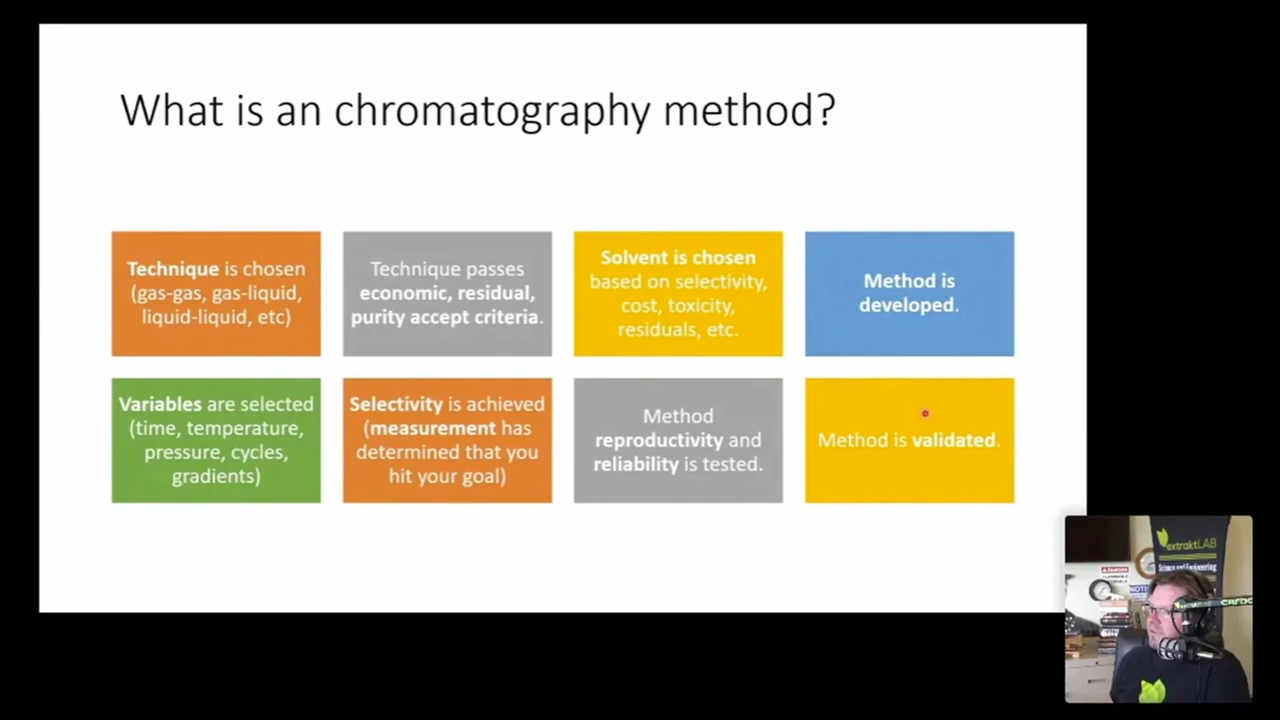 What is an chromatography method?
Technique is chosen
(gas-gas, gas-liquid,
liquid-liquid, etc)
Technique passes
economic, residual,
purity accept criteria.
Solvent is chosen
based on selectivity,
cost, toxicity,
residuals, etc.
Method is
developed.
Variables are selected
(time, temperature,
pressure, cycles,
gradients)
Selectivity is achieved
(measurement has
determined that you
hit your goal)
Method
reproductivity and
reliability is tested.
Method is validated.
extraktLAB
Science and Engineering